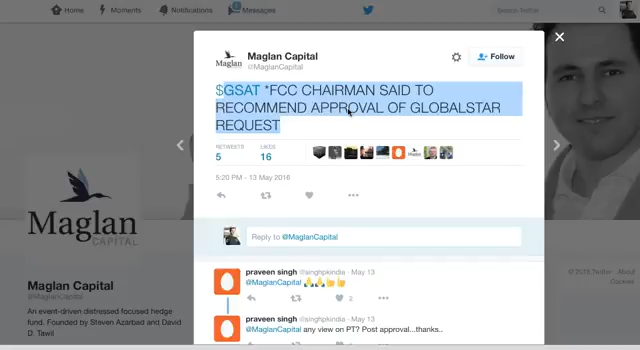 Home
Moments
Notifications
Messages
Search Twitter
Maglan Capital
@MaglanCapital
Follow
$GSAT *FCC CHAIRMAN SAID TO
RECOMMEND APPROVAL OF GLOBALSTAR
REQUEST
RETWEETS
LIKES
5
16
5:20 PM - 13 May 2016
Reply to @MaglanCapital
praveen singh @singhpkindia · May 13
@MaglanCapital 🙏🙏👍👍
2
praveen singh @singhpkindia · May 13
@MaglanCapital any view on PT? Post approval...thanks..
Maglan
CAPITAL
Maglan Capital
@MaglanCapital
An event-driven distressed focused hedge
fund. Founded by Steven Azarbad and David
D. Tawil
© 2016 Twitter
About
Cookies